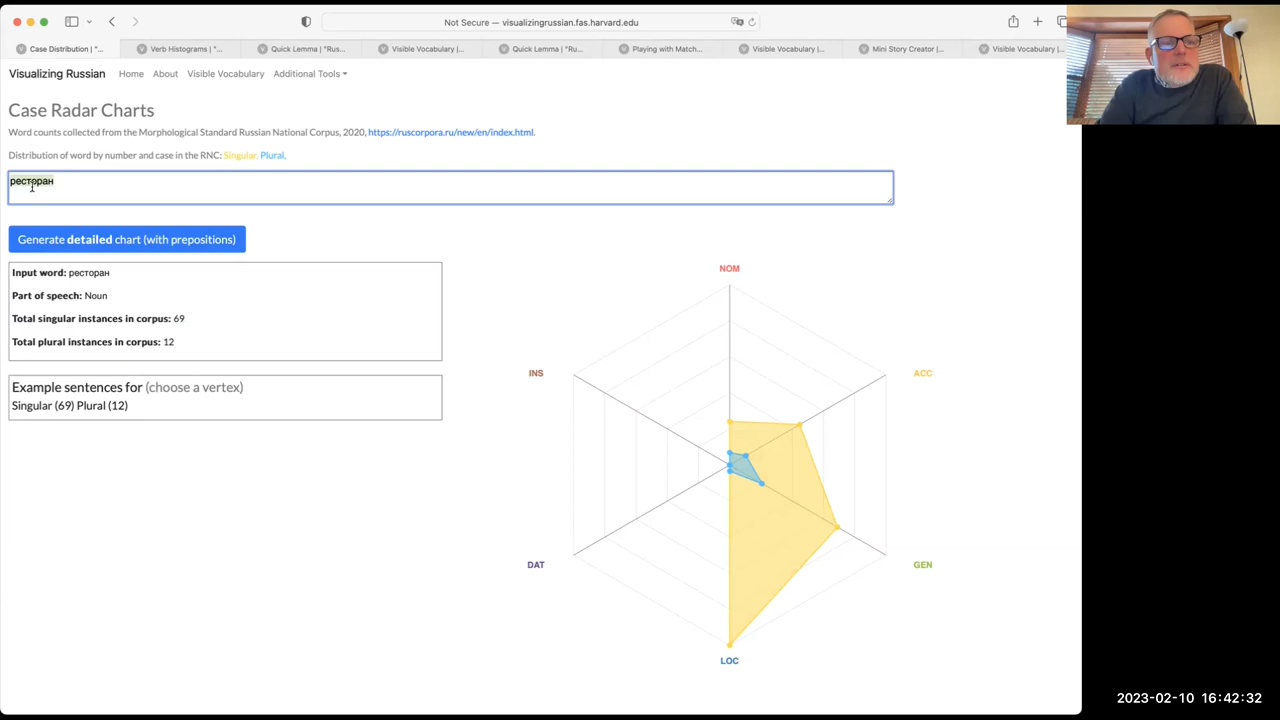 Not Secure — visualizingrussian.fas.harvard.edu
Case Distribution | "...
Verb Histograms | "...
Quick Lemma | "Rus...
Visible Vocabulary |...
Quick Lemma | "Ru...
Playing with Match...
Visible Vocabulary |...
Mini Story Creator |...
Visible Vocabulary |...
Visualizing Russian
Home
About
Visible Vocabulary
Additional Tools
Case Radar Charts
Word counts collected from the Morphological Standard Russian National Corpus, 2020, https://ruscorpora.ru/new/en/index.html.
Distribution of word by number and case in the RNC: Singular, Plural,
ресторан
Generate detailed chart (with prepositions)
Input word: ресторан
Part of speech: Noun
Total singular instances in corpus: 69
Total plural instances in corpus: 12
Example sentences for (choose a vertex)
Singular (69) Plural (12)
NOM
INS
ACC
DAT
GEN
LOC
2023-02-10 16:42:32